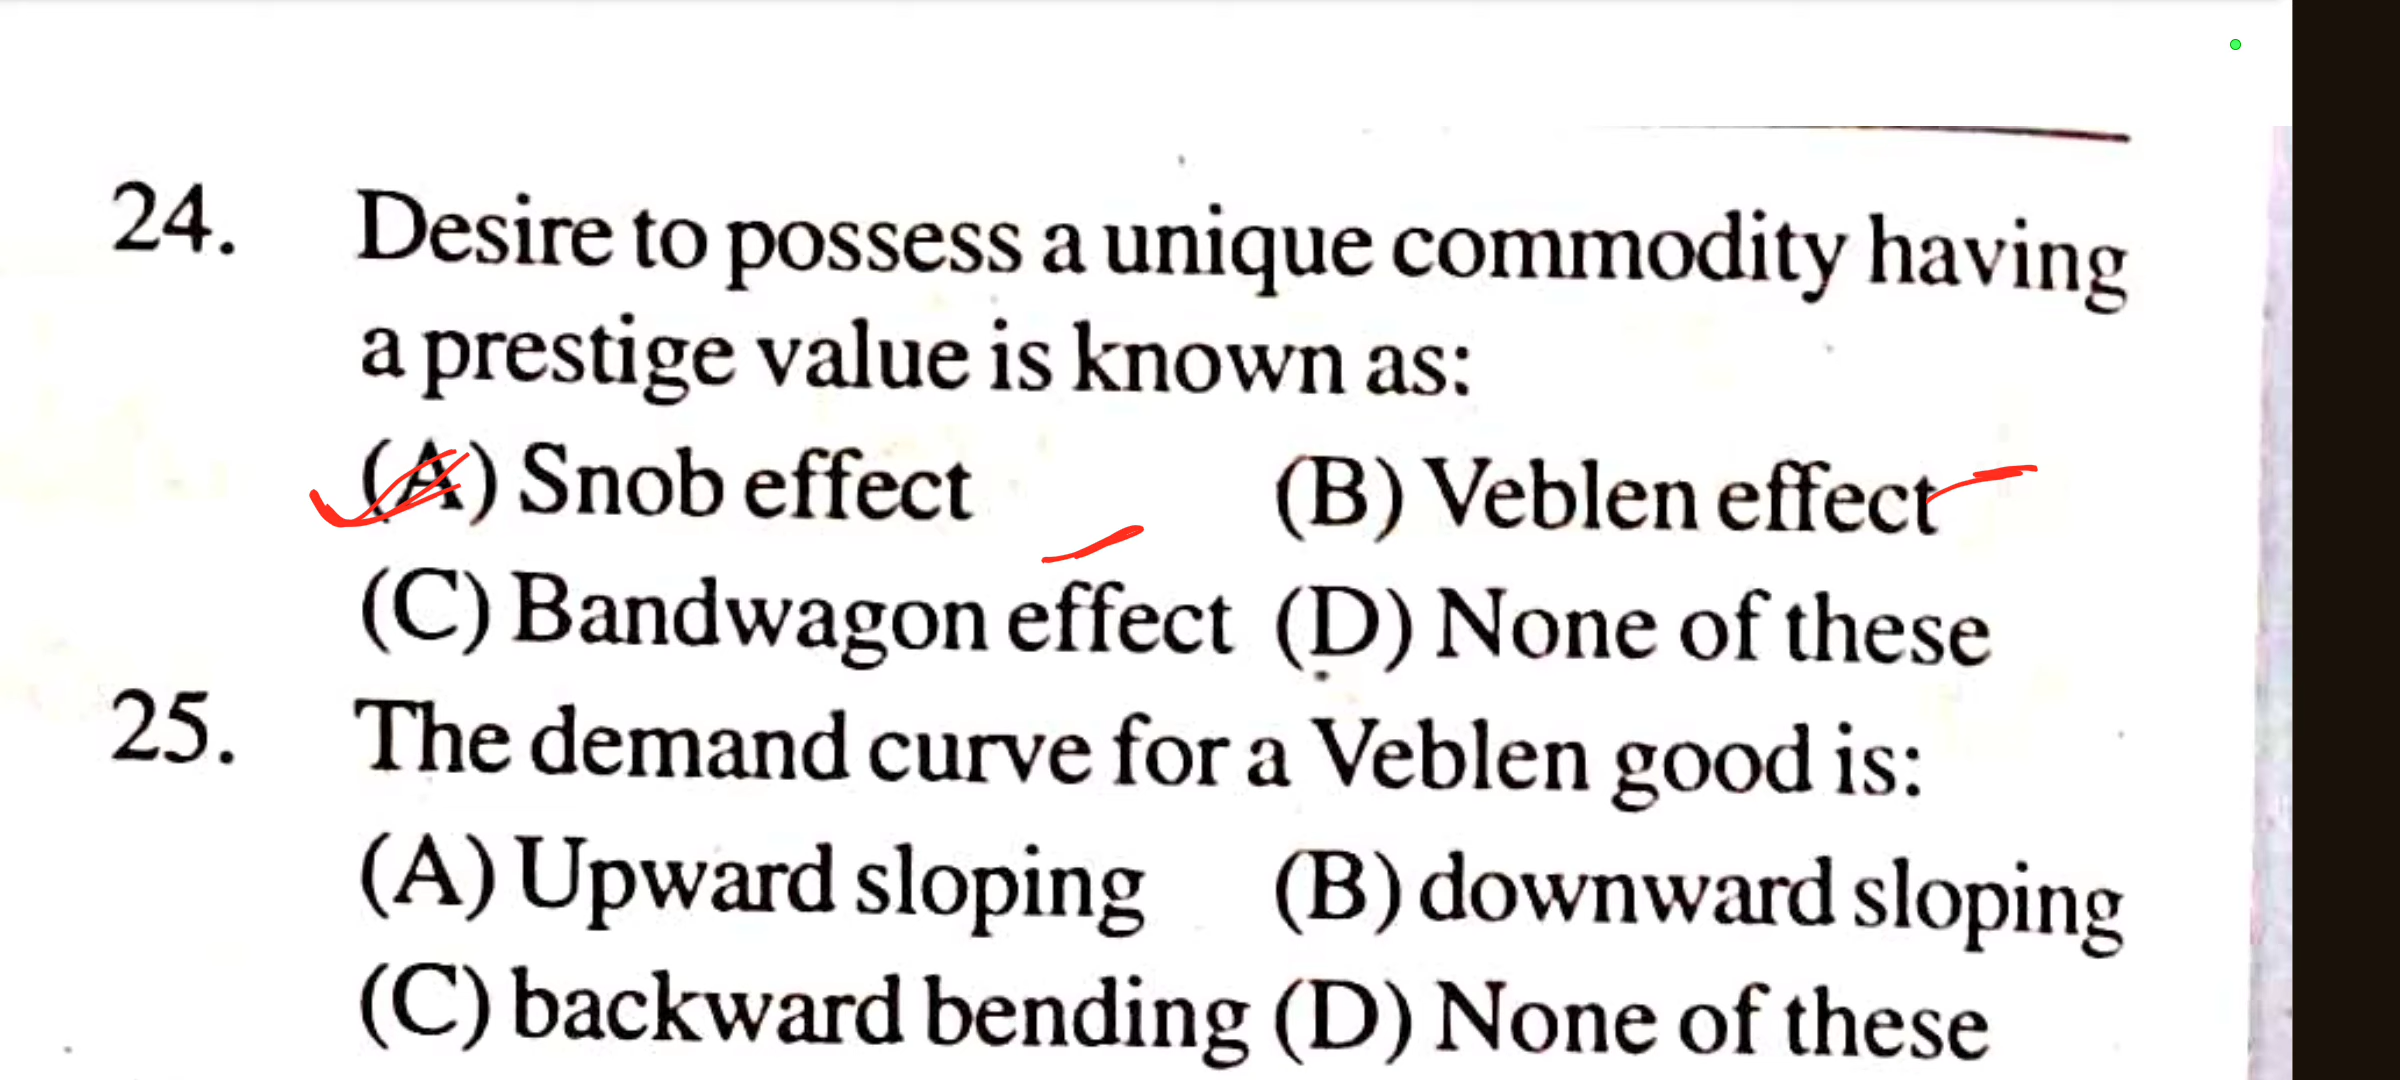 24. Desire to possess a unique commodity having
a prestige value is known as:
(A) Snob effect (B) Veblen effect
(C) Bandwagon effect (D) None of these
25. The demand curve for a Veblen good is:
(A) Upward sloping (B) downward sloping
(C) backward bending (D) None of these